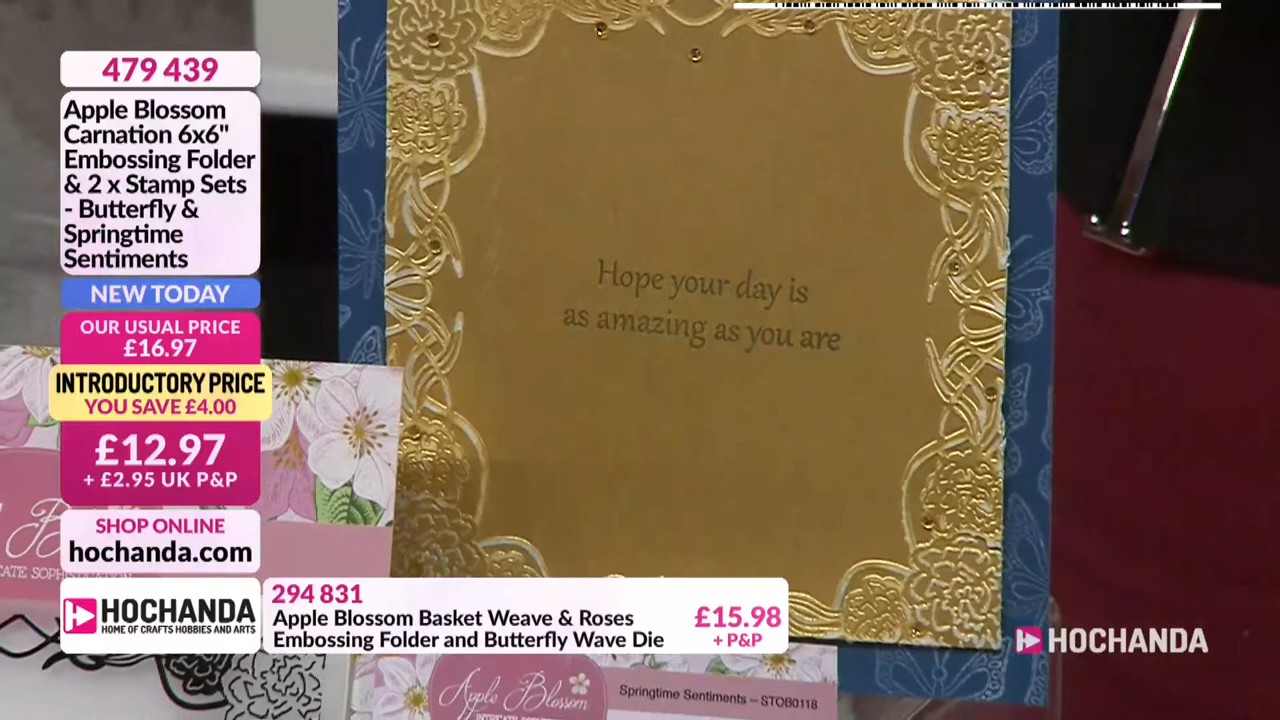 479 439
Apple Blossom
Carnation 6x6"
Embossing Folder
& 2 x Stamp Sets
- Butterfly &
Springtime
Sentiments
NEW TODAY
OUR USUAL PRICE
£16.97
INTRODUCTORY PRICE
YOU SAVE £4.00
£12.97
+ £2.95 UK P&P
SHOP ONLINE
hochanda.com
HOCHANDA
HOME OF CRAFTS HOBBIES AND ARTS
294 831
Apple Blossom Basket Weave & Roses
Embossing Folder and Butterfly Wave Die
£15.98
+ P&P
Hope your day is
as amazing as you are
HOCHANDA
Apple Blossom
Springtime Sentiments – STOB0118